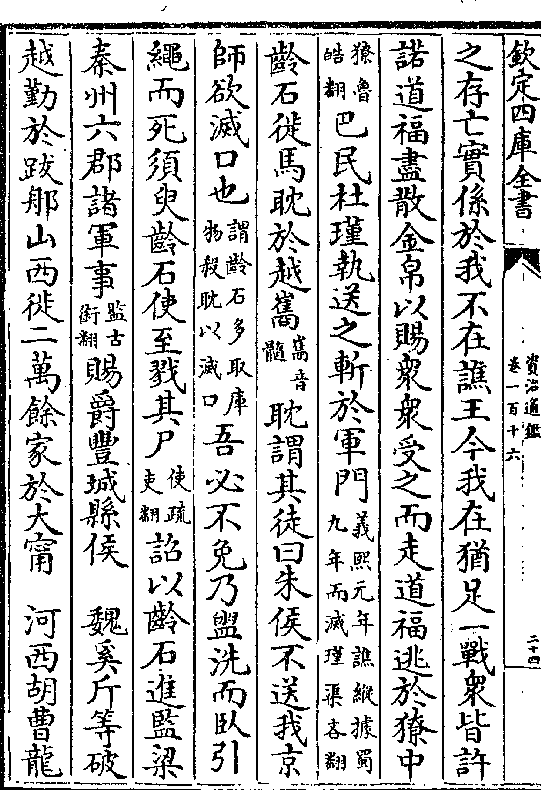 欽定四庫全書
資治通鑑
卷一百十六
二十四
之存亡實係於我不在譙王今我在猶足一戰衆皆許
諾道福盡散金帛以賜衆衆受之而走道福逃於獠中
獠魯皓翻巴民杜瑾執送之斬於軍門義熙元年譙縱據蜀九年而滅瑾渠吝翻
齡石徙馬耽於越巂巂音髓耽謂其徒曰朱侯不送我京
師欲滅口也謂齡石多取庫物殺耽以滅口吾必不免乃盥洗而臥引
繩而死須臾齡石使至戮其尸使疏吏翻詔以齡石進監梁
秦州六郡諸軍事監古銜翻賜爵豐城縣侯 魏奚斤等破
越勤於跋那山西徙二萬餘家於大甯 河西胡曹龍